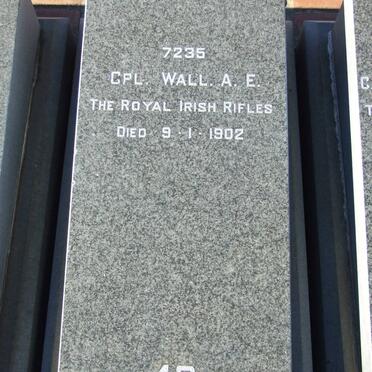 7235
CPL. WALL. A. E.
THE ROYAL IRISH RIFLES
DIED 9-1-1902